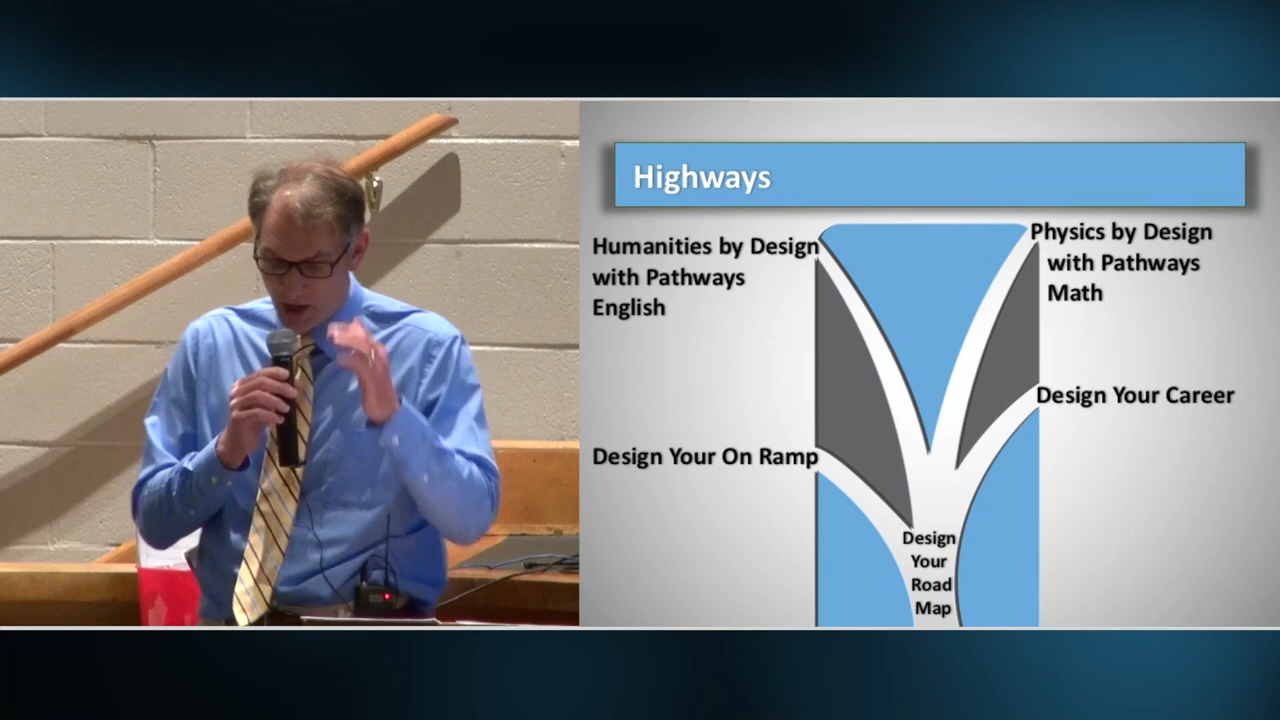 Highways
Humanities by Design
with Pathways
English
Physics by Design
with Pathways
Math
Design Your Career
Design Your On Ramp
Design
Your
Road
Map